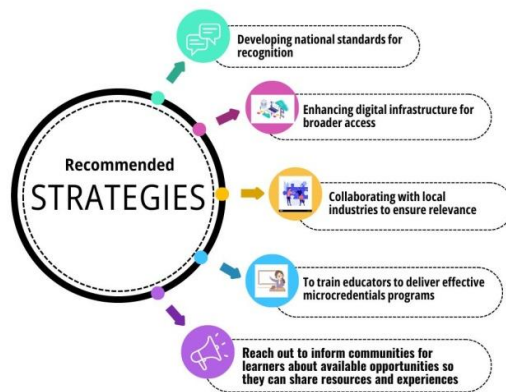 Developing national standards for
recognition
Enhancing digital infrastructure for
broader access
Recommended
STRATEGIES
Collaborating with local
industries to ensure relevance
To train educators to deliver effective
microcredentials programs
Reach out to inform communities for
learners about available opportunities so
they can share resources and experiences